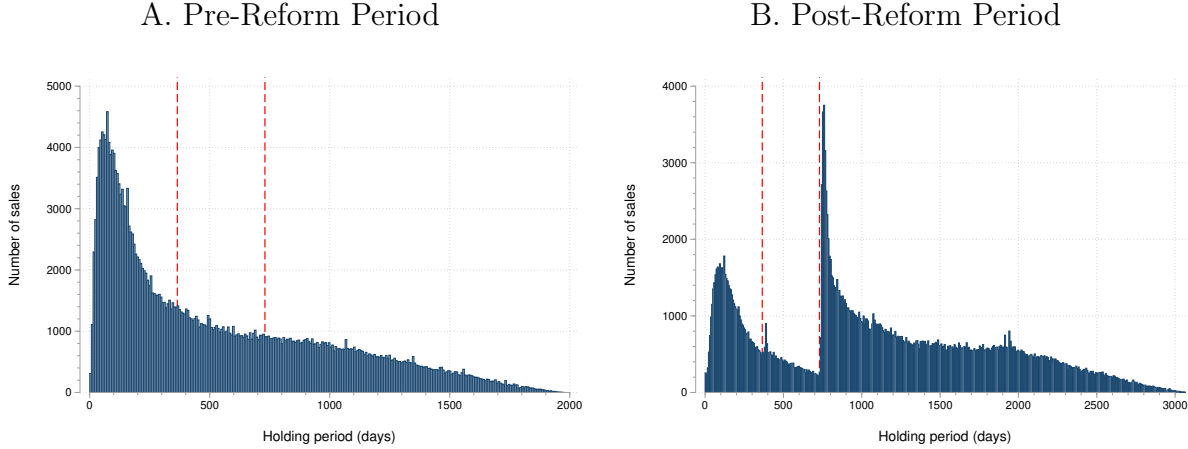 A. Pre-Reform Period
B. Post-Reform Period
5000
4000
3000
2000
1000
0
Number of sales
0 500 1000 1500 2000
Holding period (days)
4000
3000
2000
1000
0
Number of sales
0 500 1000 1500 2000 2500 3000
Holding period (days)